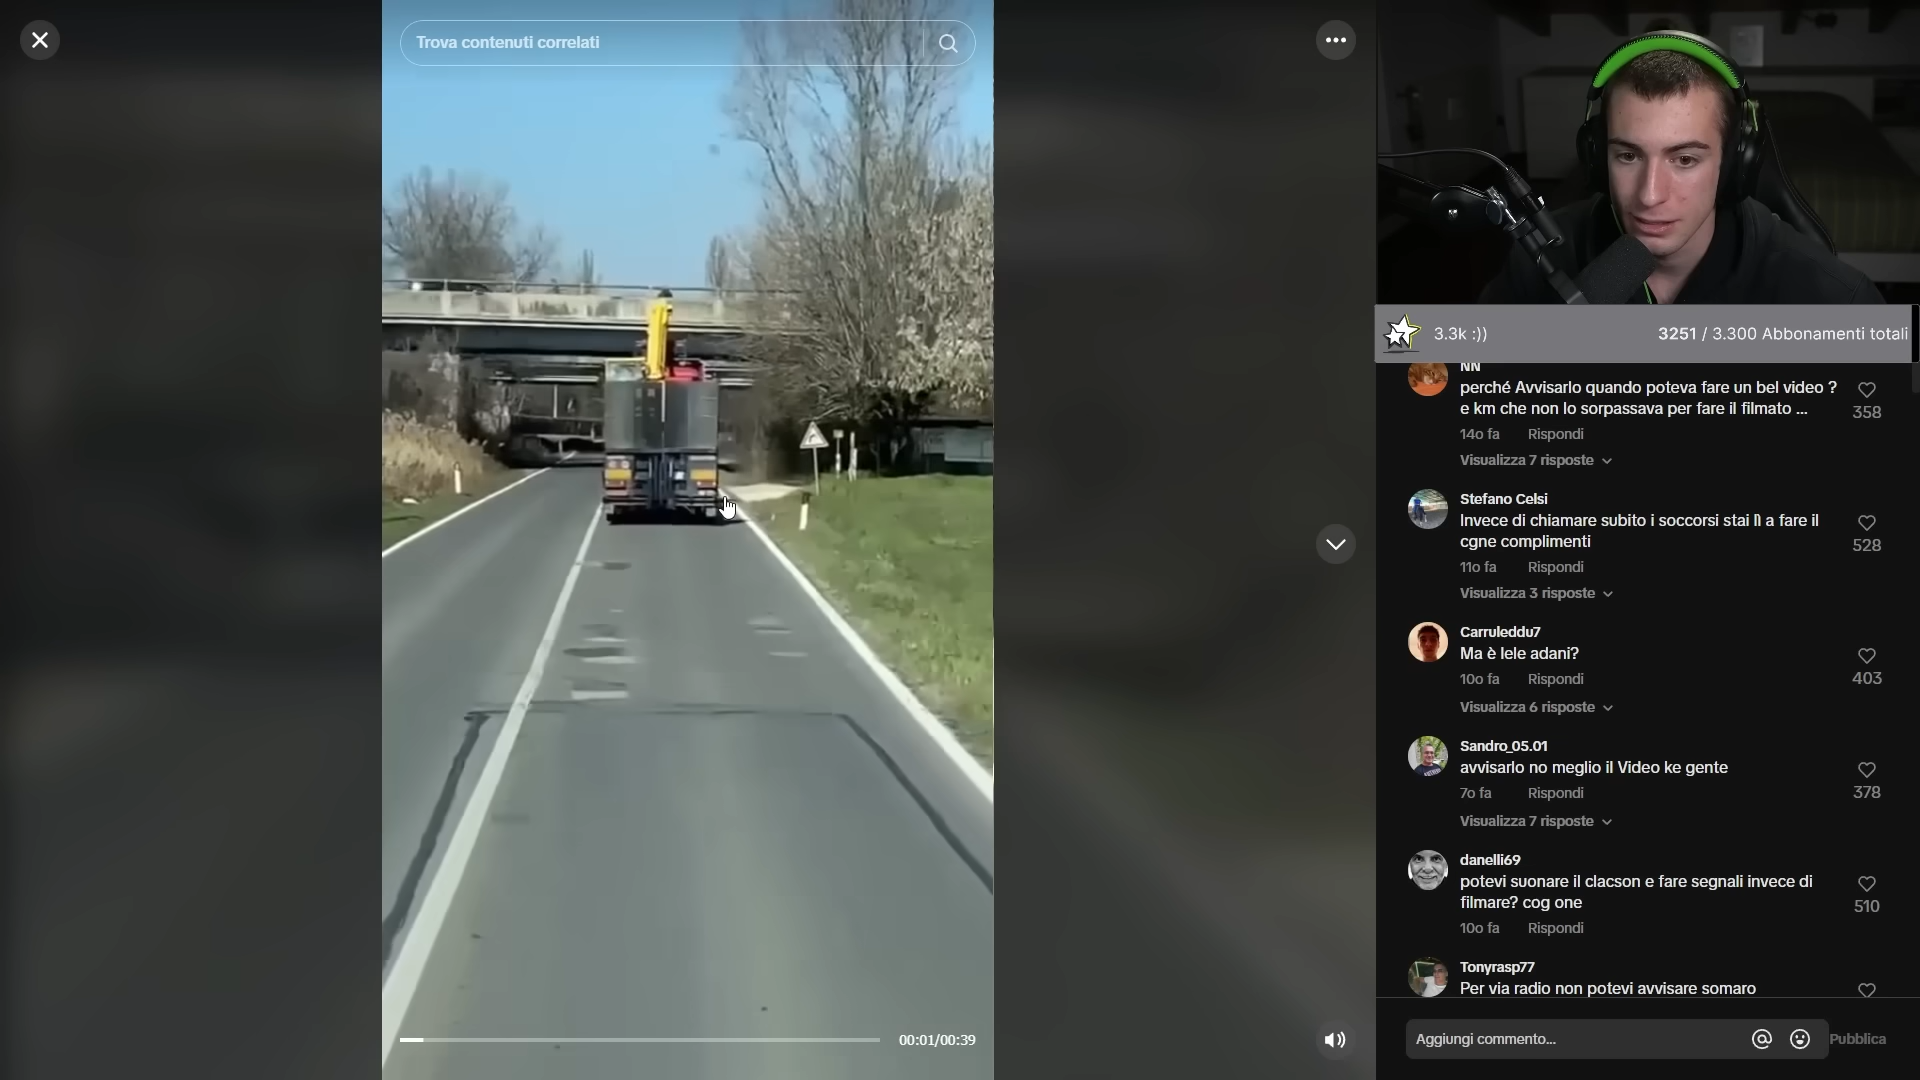 Trova contenuti correlati
3.3k :))
3251 / 3.300 Abbonamenti totali
NN
perché Avvisarlo quando poteva fare un bel video ?
e km che non lo sorpassava per fare il filmato ...
358
14o fa
Rispondi
Visualizza 7 risposte
Stefano Celsi
Invece di chiamare subito i soccorsi stai lì a fare il
cgne complimenti
528
11o fa
Rispondi
Visualizza 3 risposte
Carruleddu7
Ma è lele adani?
403
10o fa
Rispondi
Visualizza 6 risposte
Sandro_05.01
avvisarlo no meglio il Video ke gente
378
7o fa
Rispondi
Visualizza 7 risposte
danelli69
potevi suonare il clacson e fare segnali invece di
filmare? cog one
510
10o fa
Rispondi
Tonyrasp77
Per via radio non potevi avvisare somaro
00:01/00:39
Aggiungi commento...
Pubblica